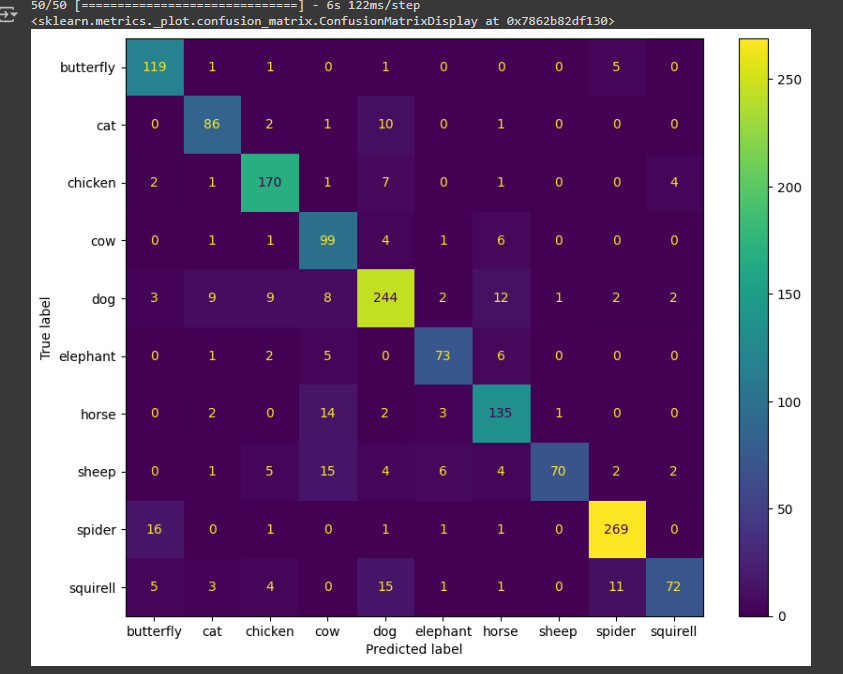 50/50 [==============================] - 6s 122ms/step
<sklearn.metrics._plot.confusion_matrix.ConfusionMatrixDisplay at 0x7862b82df130>
butterfly 119 1 1 0 1 0 0 0 5 0
cat 0 86 2 1 10 0 1 0 0 0
chicken 2 1 170 1 7 0 1 0 0 4
cow 0 1 1 99 4 1 6 0 0 0
dog 3 9 9 8 244 2 12 1 2 2
elephant 0 1 2 5 0 73 6 0 0 0
horse 0 2 0 14 2 3 135 1 0 0
sheep 0 1 5 15 4 6 4 70 2 2
spider 16 0 1 0 1 1 1 0 269 0
squirell 5 3 4 0 15 1 1 0 11 72
butterfly cat chicken cow dog elephant horse sheep spider squirell
Predicted label
True label
250
200
150
100
50
0